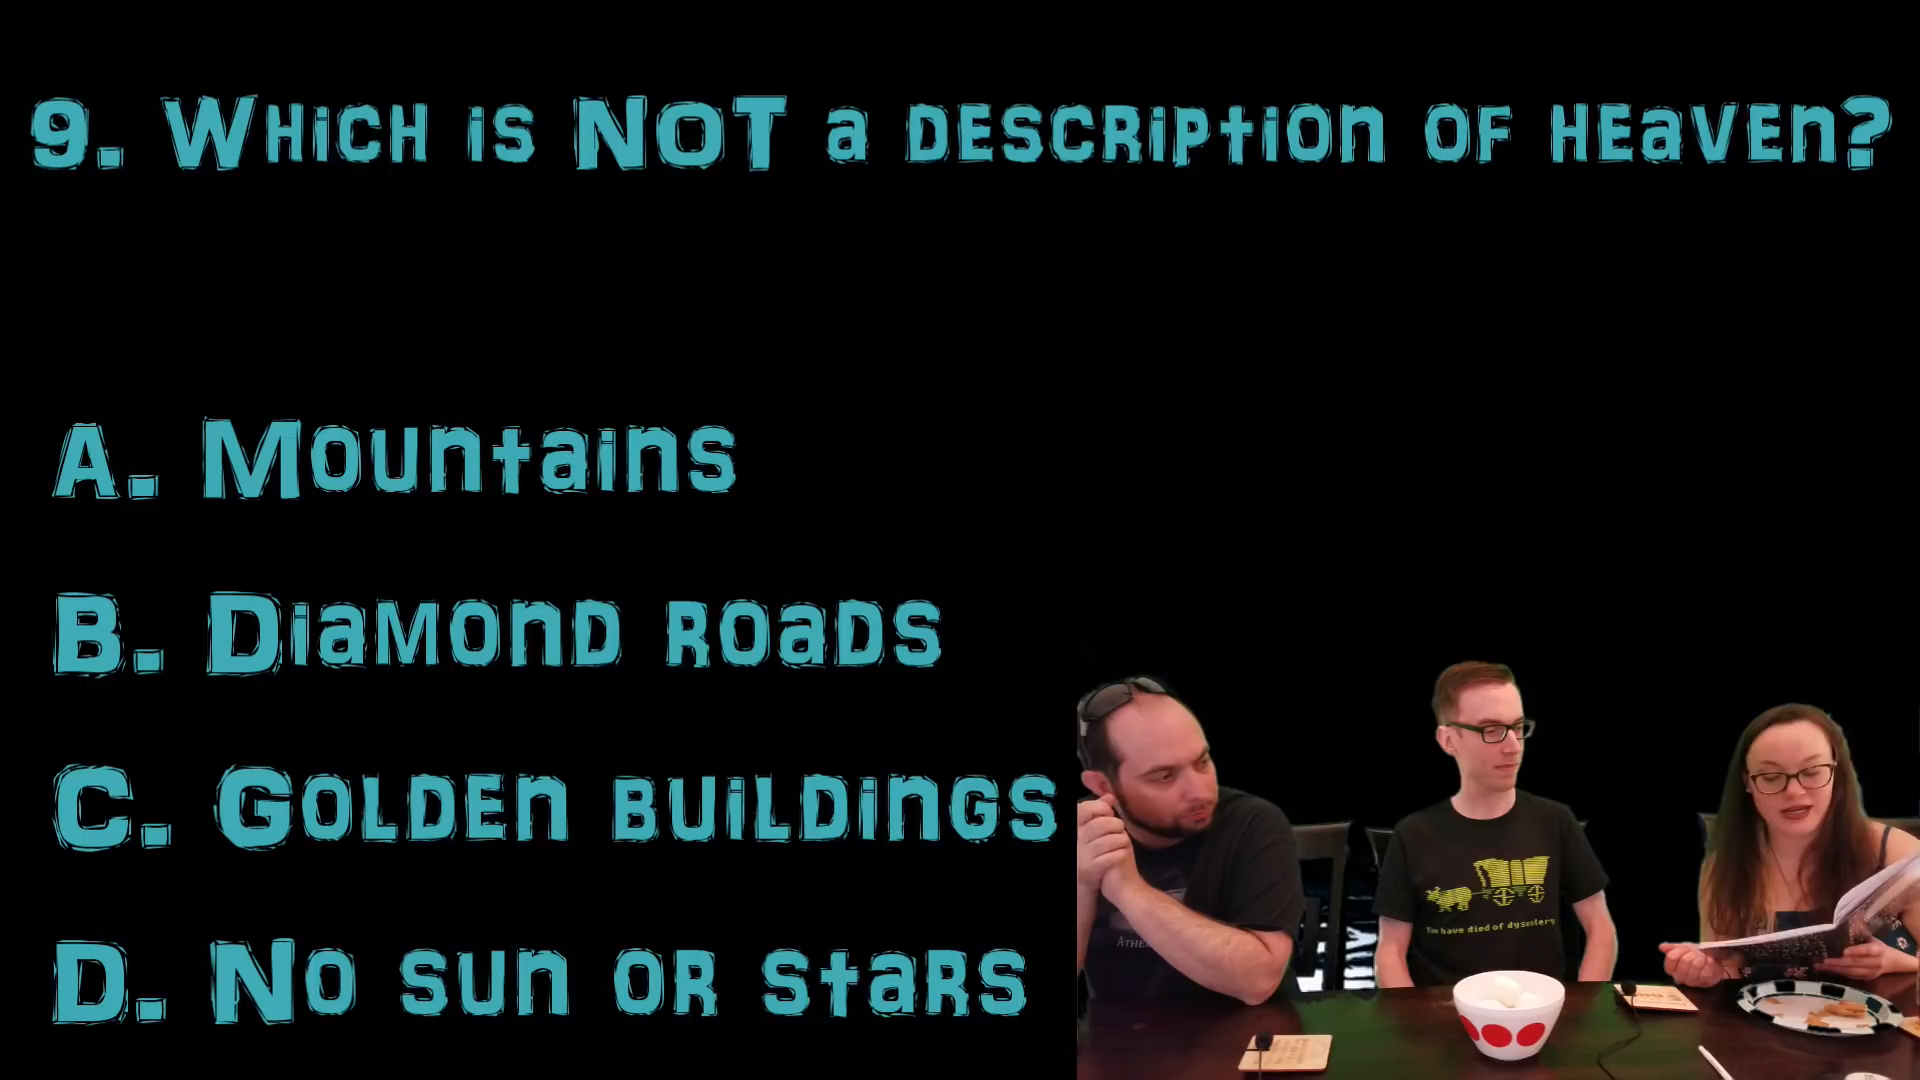 9. Which is NOT a description of heaven?
A. Mountains
B. Diamond roads
C. Golden buildings
D. No sun or stars
You have died of dysentery